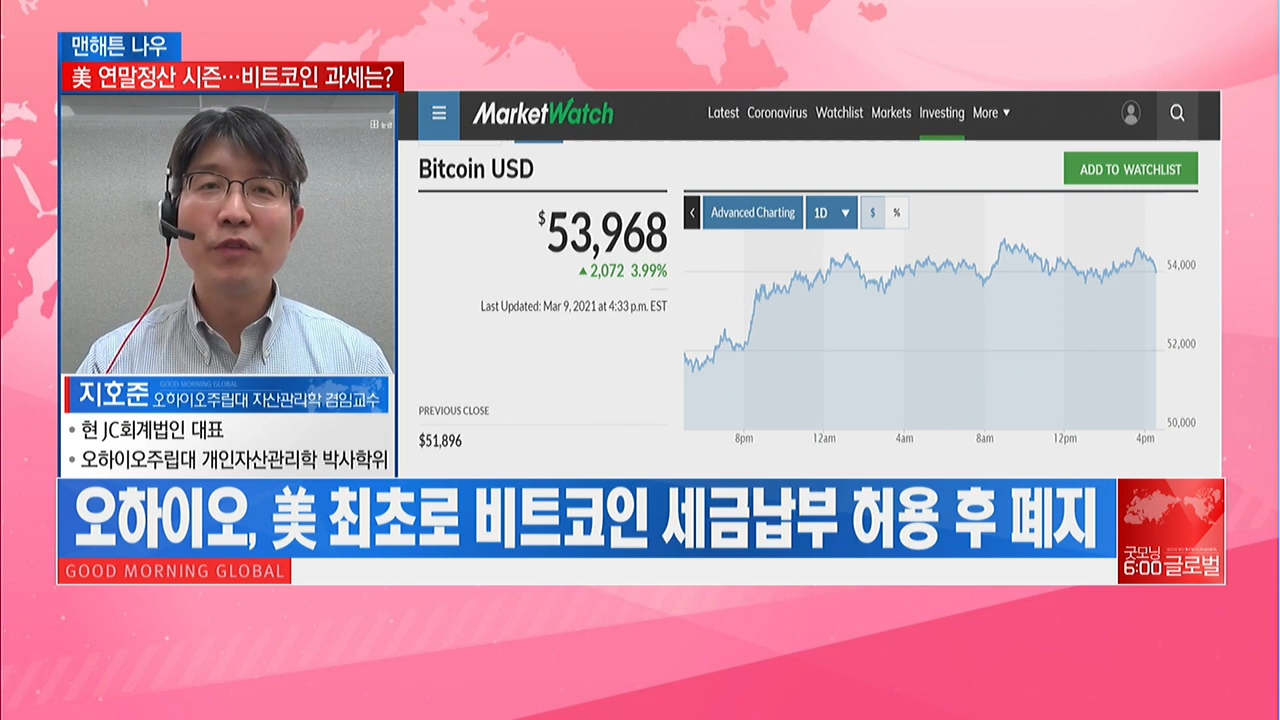 맨해튼 나우
美 연말정산 시즌…비트코인 과세는?
MarketWatch
Latest Coronavirus Watchlist Markets Investing More
Bitcoin USD
ADD TO WATCHLIST
$53,968
2,072 3.99%
Last Updated: Mar 9, 2021 at 4:33 p.m. EST
PREVIOUS CLOSE
$51,896
Advanced Charting 1D $ %
54,000
52,000
50,000
8pm 12am 4am 8am 12pm 4pm
GOOD MORNING GLOBAL
지호준 오하이오주립대 자산관리학 겸임교수
• 현 JC회계법인 대표
• 오하이오주립대 개인자산관리학 박사학위
오하이오, 美 최초로 비트코인 세금납부 허용 후 폐지
GOOD MORNING GLOBAL
굿모닝
6:00 글로벌